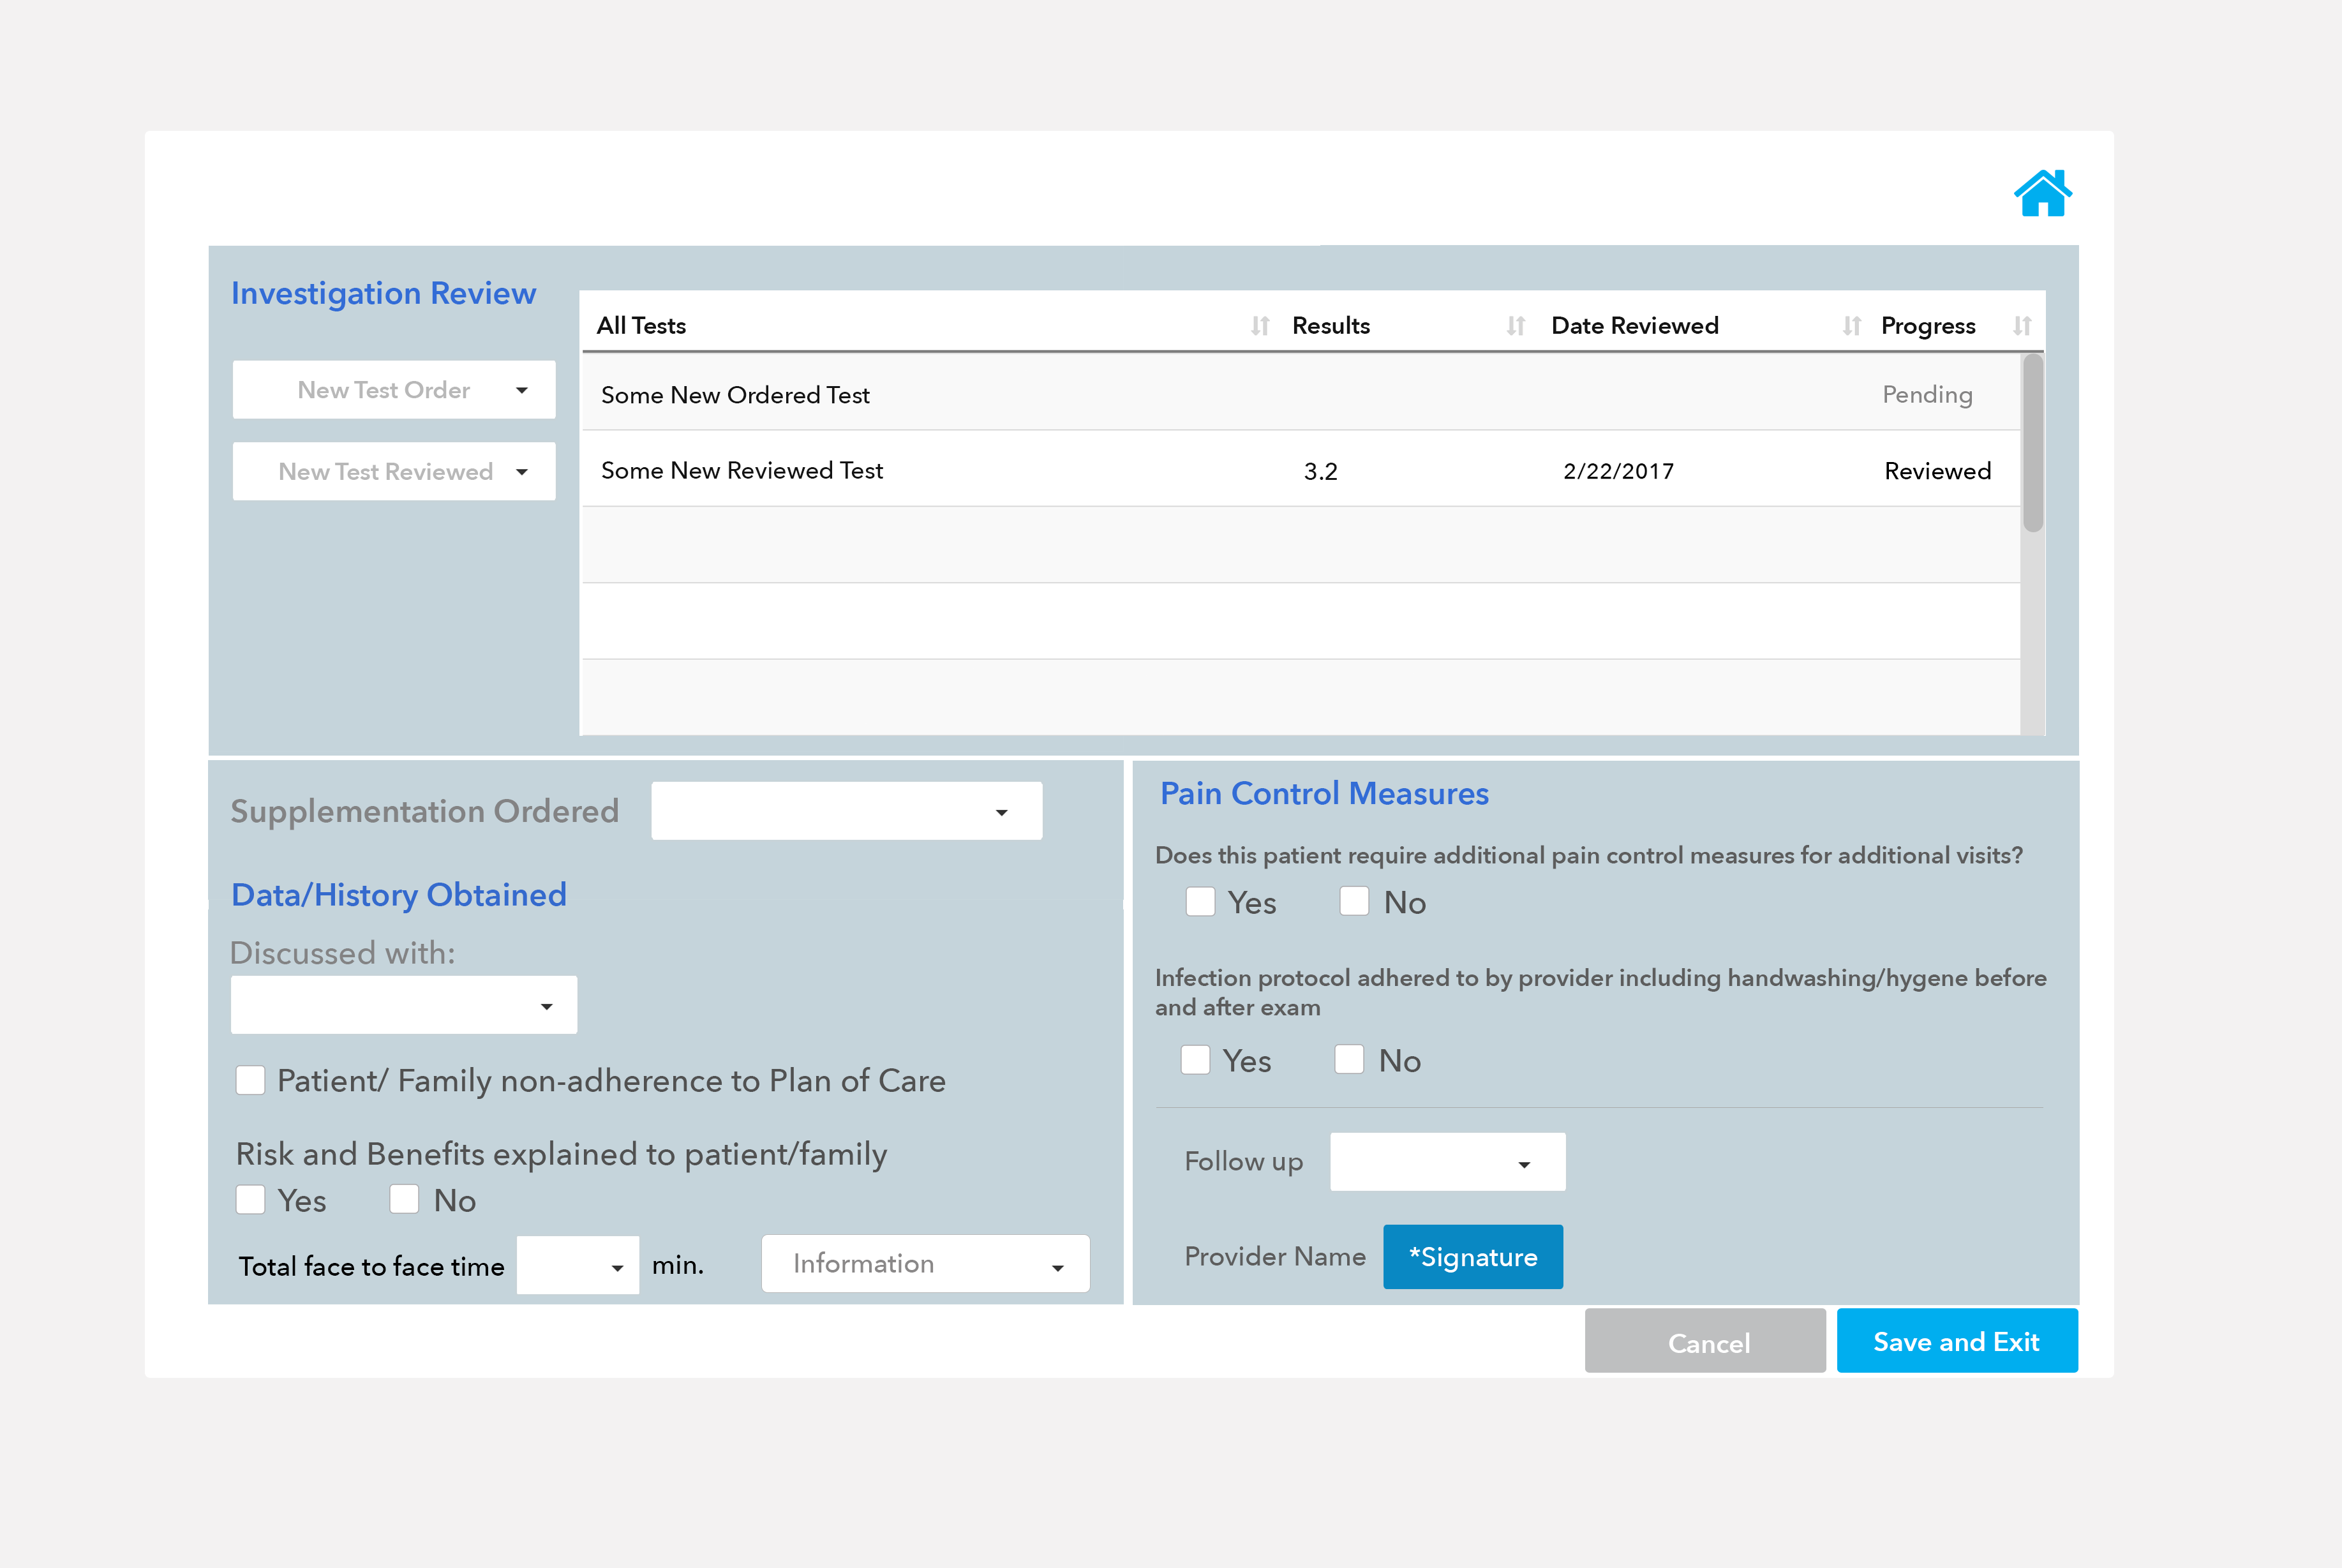 Investigation Review
All Tests Results Date Reviewed Progress
New Test Order
Some New Ordered Test Pending
New Test Reviewed
Some New Reviewed Test 3.2 2/22/2017 Reviewed
Supplementation Ordered
Data/History Obtained
Discussed with:
Patient/ Family non-adherence to Plan of Care
Risk and Benefits explained to patient/family
Yes No
Total face to face time min. Information
Pain Control Measures
Does this patient require additional pain control measures for additional visits?
Yes No
Infection protocol adhered to by provider including handwashing/hygene before
and after exam
Yes No
Follow up
Provider Name *Signature
Cancel Save and Exit